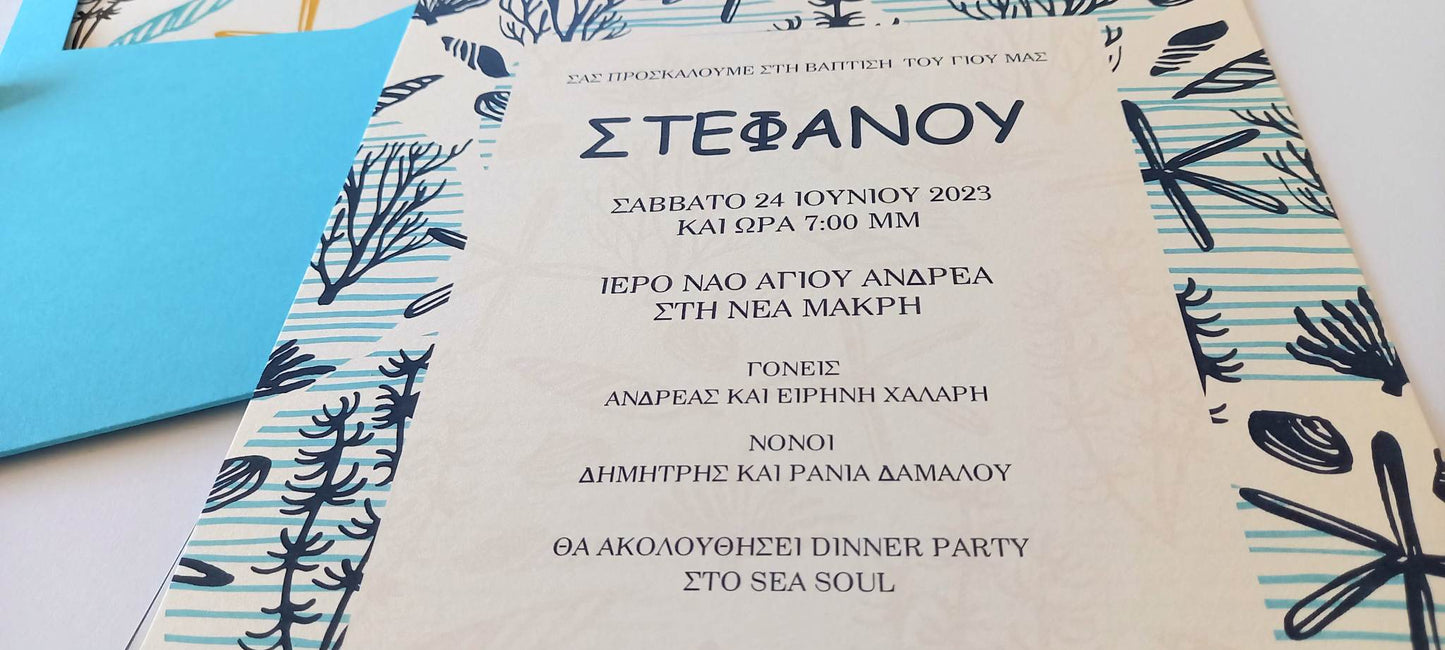 ΣΑΣ ΠΡΟΣΚΑΛΟΥΜΕ ΣΤΗ ΒΑΠΤΙΣΗ ΤΟΥ ΓΙΟΥ ΜΑΣ
ΣΤΕΦΑΝΟΥ
ΣΑΒΒΑΤΟ 24 ΙΟΥΝΙΟΥ 2023
ΚΑΙ ΩΡΑ 7:00 ΜΜ
ΙΕΡΟ ΝΑΟ ΑΓΙΟΥ ΑΝΔΡΕΑ
ΣΤΗ ΝΕΑ ΜΑΚΡΗ
ΓΟΝΕΙΣ
ΑΝΔΡΕΑΣ ΚΑΙ ΕΙΡΗΝΗ ΧΑΛΑΡΗ
ΝΟΝΟΙ
ΔΗΜΗΤΡΗΣ ΚΑΙ ΡΑΝΙΑ ΔΑΜΑΛΟΥ
ΘΑ ΑΚΟΛΟΥΘΗΣΕΙ DINNER PARTY
ΣΤΟ SEA SOUL